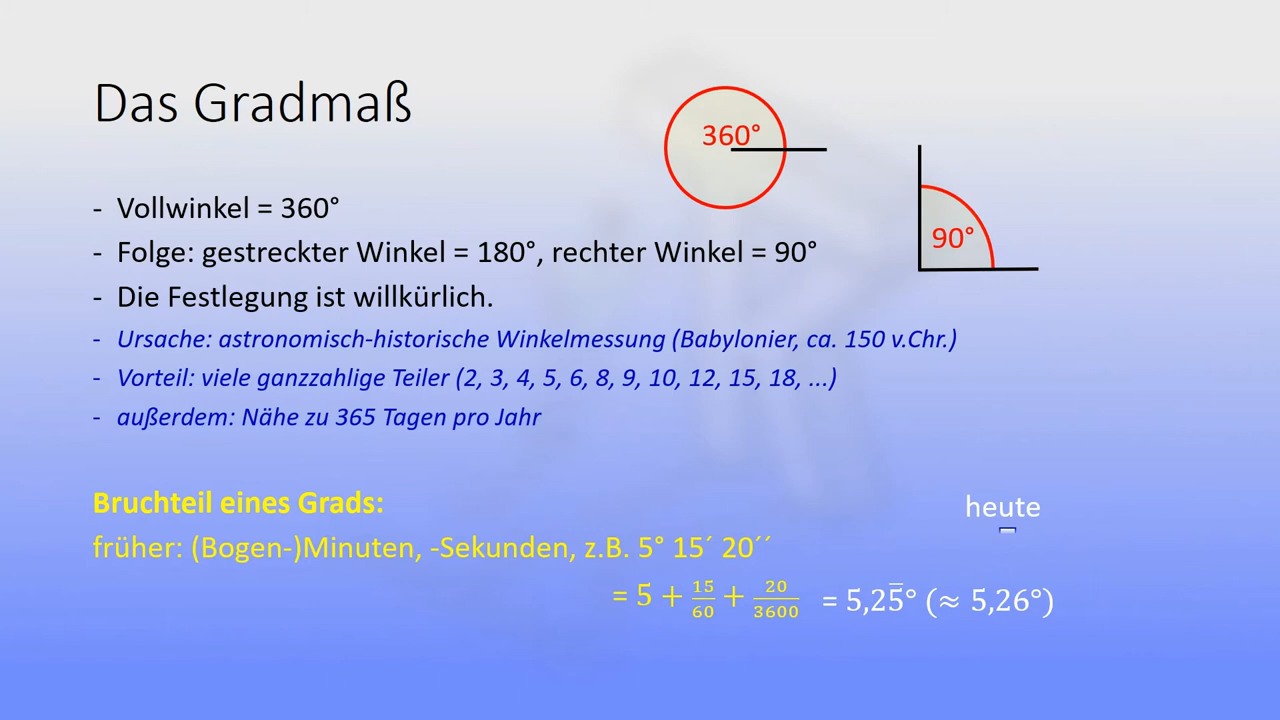 Das Gradmaß
360°
90°
- Vollwinkel = 360°
- Folge: gestreckter Winkel = 180°, rechter Winkel = 90°
- Die Festlegung ist willkürlich.
- Ursache: astronomisch-historische Winkelmessung (Babylonier, ca. 150 v.Chr.)
- Vorteil: viele ganzzahlige Teiler (2, 3, 4, 5, 6, 8, 9, 10, 12, 15, 18, ...)
- außerdem: Nähe zu 365 Tagen pro Jahr
Bruchteil eines Grads:
heute
früher: (Bogen-)Minuten, -Sekunden, z.B. 5° 15´ 20´´
= 5 + 15/60 + 20/3600 = 5,25̅° (≈ 5,26°)